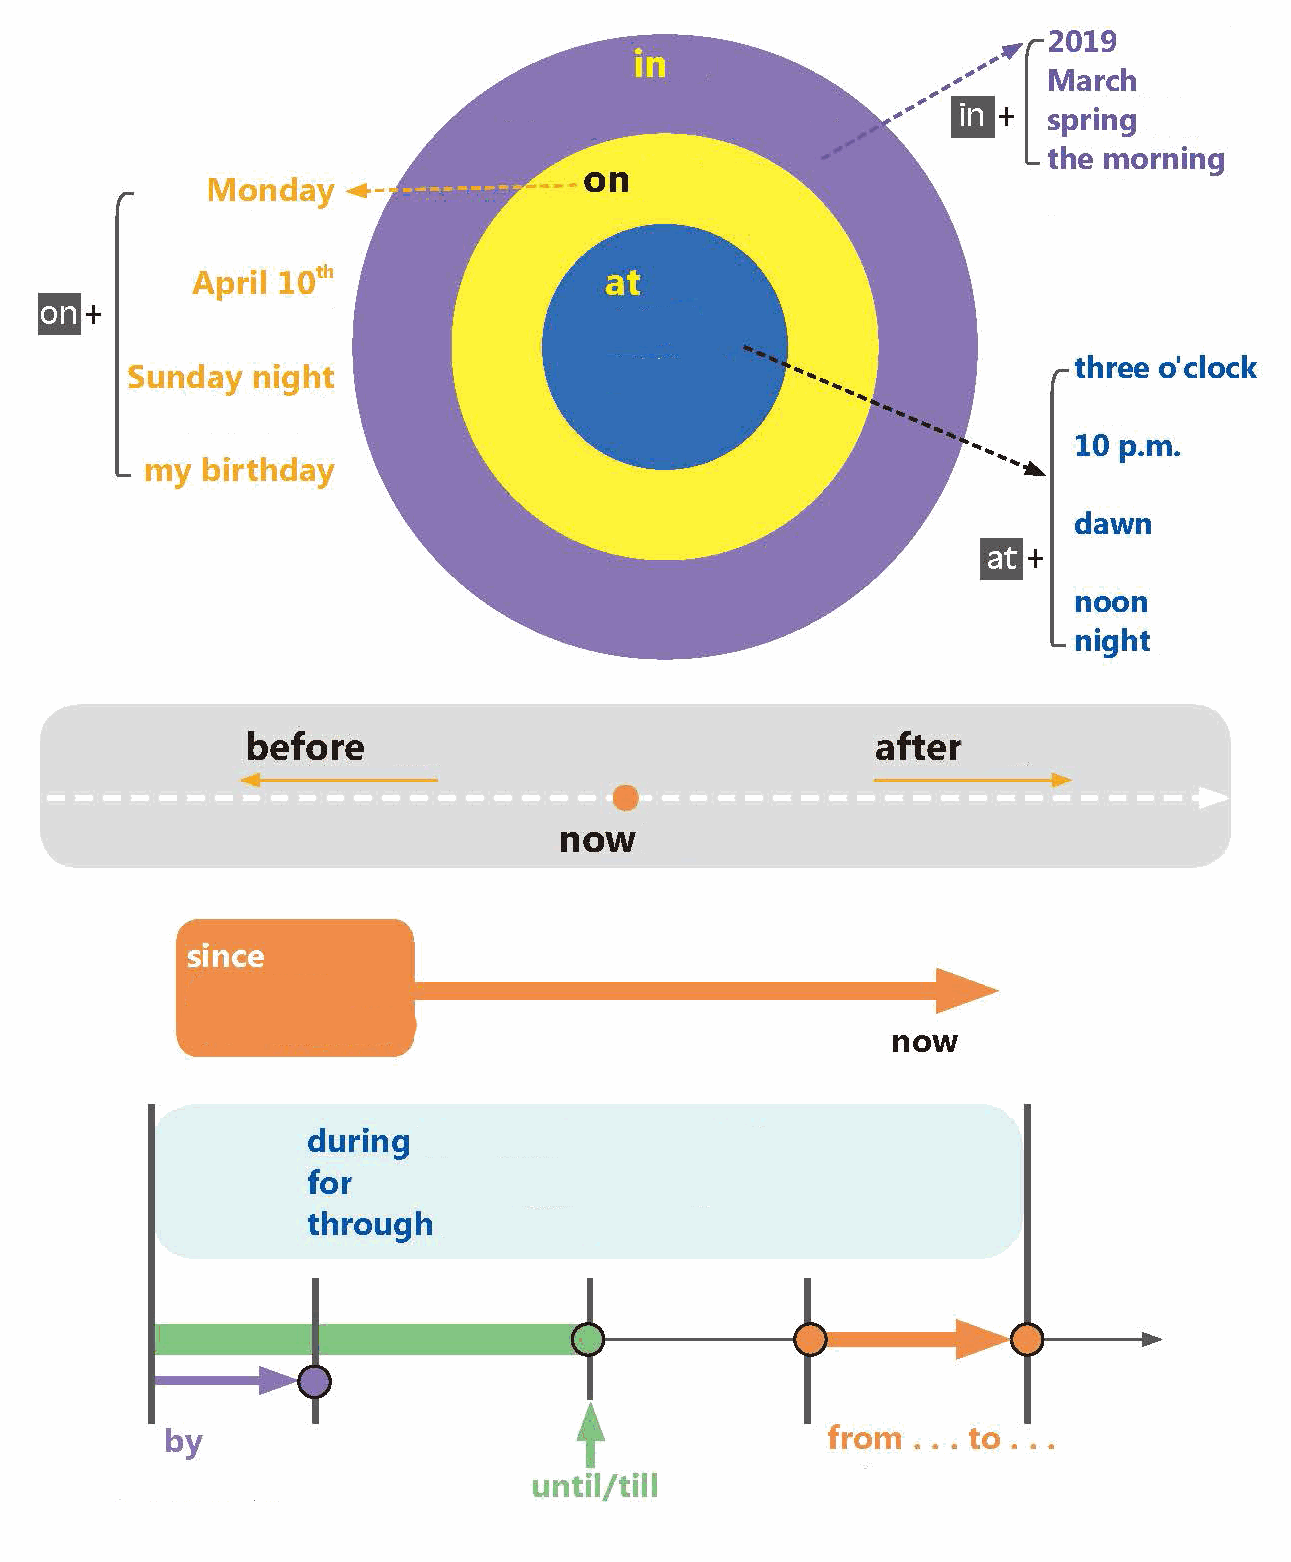 in
2019
March
in +
spring
the morning
on
Monday
at
April 10th
on +
Sunday night
my birthday
three o'clock
10 p.m.
dawn
at +
noon
night
before
after
now
since
now
during
for
through
by
from . . . to . . .
until/till